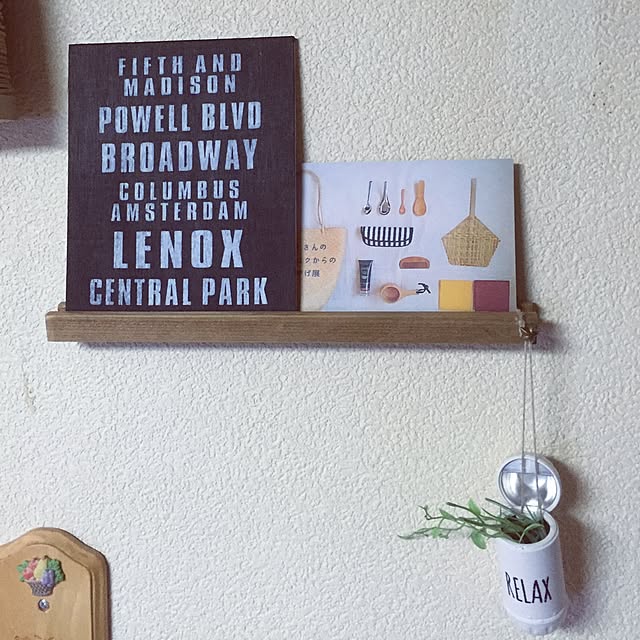 FIFTH AND
MADISON
POWELL BLVD
BROADWAY
COLUMBUS
AMSTERDAM
LENOX
CENTRAL PARK
さんの
からの
展
RELAX